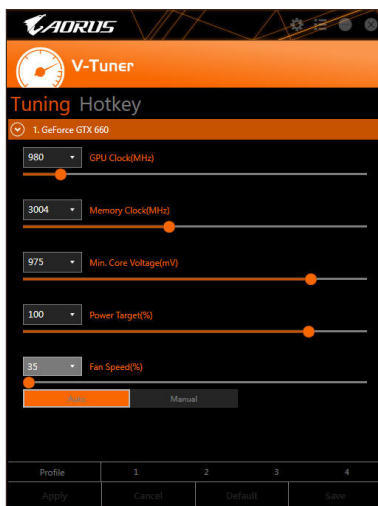 AORUS
V-Tuner
Tuning Hotkey
1. GeForce GTX 660
980 GPU Clock(MHz)
3004 Memory Clock(MHz)
975 Min. Core Voltage(mV)
100 Power Target(%)
35 Fan Speed(%)
Auto Manual
Profile 1 2 3 4
Apply Cancel Default Save